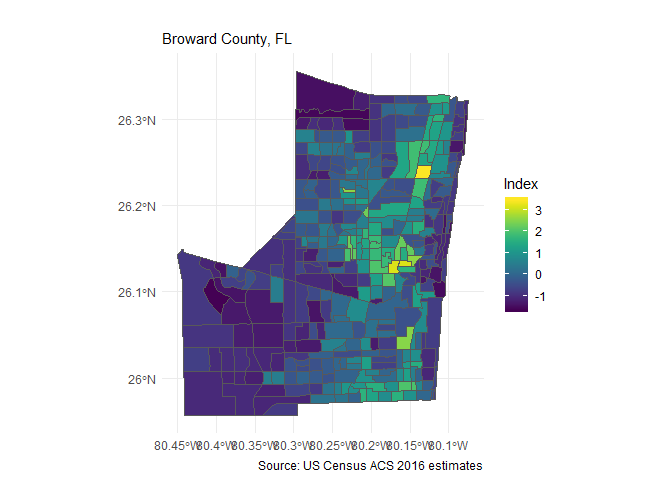 Broward County, FL
26.3°N
26.2°N
26.1°N
26°N
Index
3
2
1
0
-1
80.45°W 80.4°W 80.35°W 80.3°W 80.25°W 80.2°W 80.15°W 80.1°W
Source: US Census ACS 2016 estimates